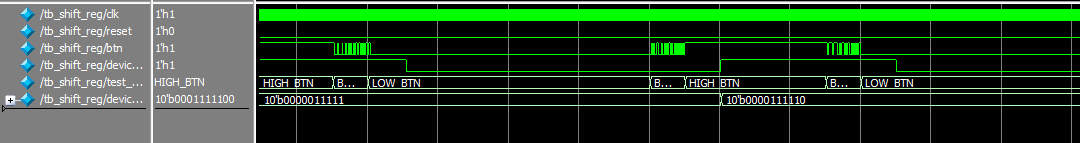 /tb_shift_reg/clk 1'h1
/tb_shift_reg/reset 1'h0
/tb_shift_reg/btn 1'h1
/tb_shift_reg/devic... 1'h1
/tb_shift_reg/test_... HIGH_BTN HIGH_BTN B... LOW_BTN B... HIGH_BTN B... LOW_BTN
/tb_shift_reg/devic... 10'b0001111100 10'b0000011111 10'b0000111110